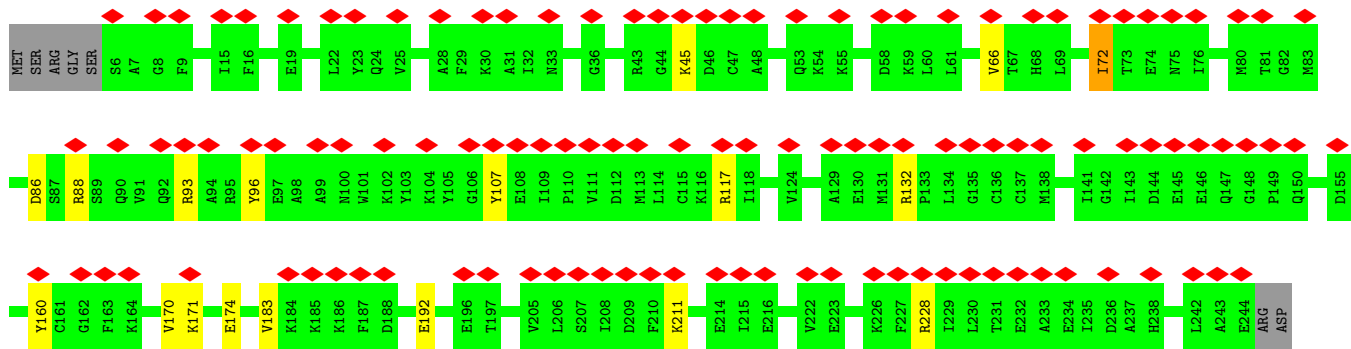 MET SER ARG GLY SER S6 A7 G8 F9 I15 F16 E19 L22 Y23 Q24 V25 A28 F29 K30 A31 I32 N33 G36 R43 G44 K45 D46 C47 A48 Q53 K54 K55 D58 K59 L60 L61 V66 T67 H68 L69 I72 T73 E74 N75 I76 M80 T81 G82 M83
D86 S87 R88 S89 Q90 V91 Q92 R93 A94 R95 Y96 E97 A98 A99 N100 W101 K102 Y103 K104 Y105 G106 Y107 E108 I109 P110 V111 D112 M113 L114 C115 K116 R117 I118 V124 A129 E130 M131 R132 P133 L134 G135 C136 C137 M138 I141 G142 I143 D144 E145 E146 Q147 G148 P149 Q150 D155
Y160 C161 G162 F163 K164 V170 K171 E174 V183 K184 K185 K186 F187 D188 E192 E196 T197 V205 L206 S207 I208 D209 F210 K211 E214 I215 E216 V222 E223 K226 F227 R228 I229 L230 T231 E232 A233 E234 I235 D236 A237 H238 L242 A243 E244 ARG ASP